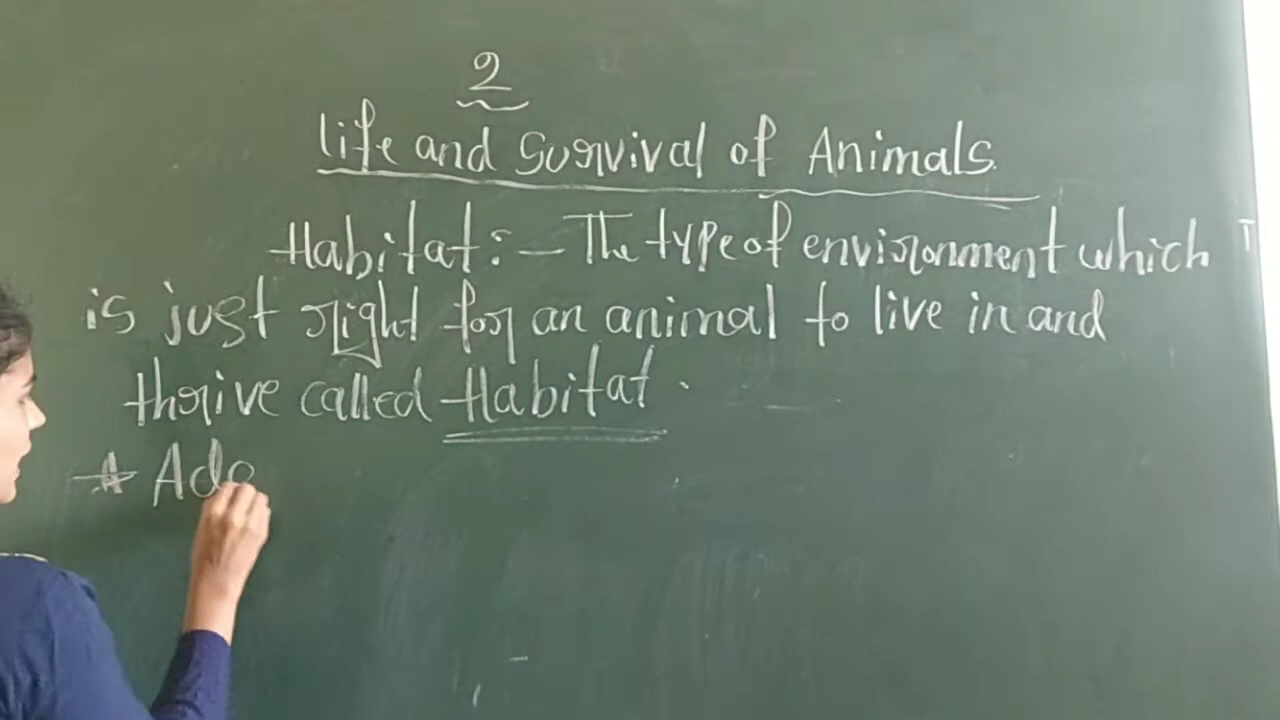 2
Life and Survival of Animals.
Habitat:- The type of environment which
is just right for an animal to live in and
thrive called Habitat.
* Ada